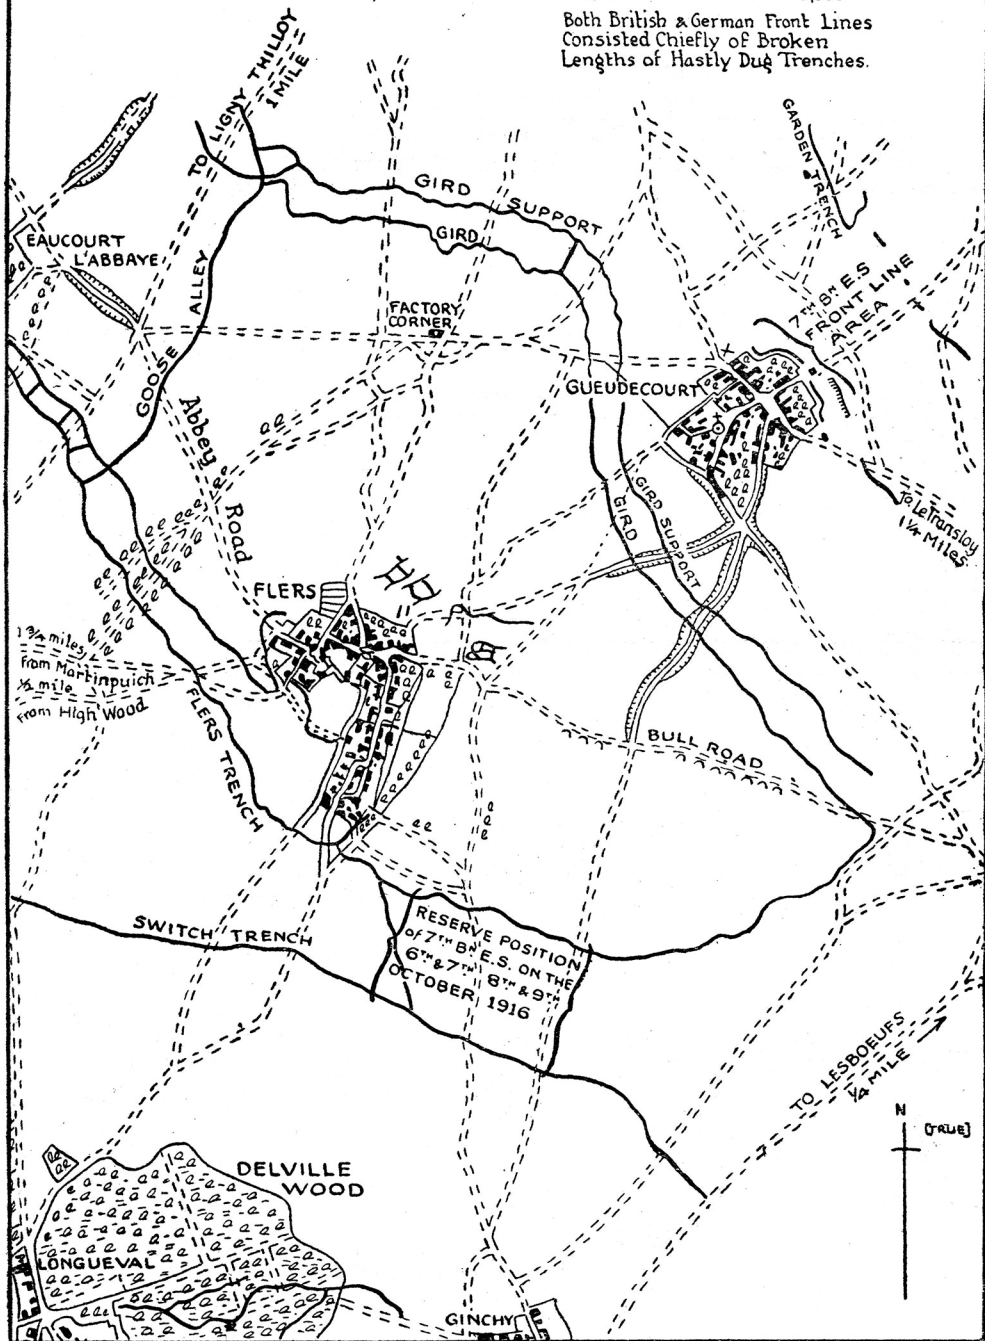 Both British & German Front Lines
Consisted Chiefly of Broken
Lengths of Hastly Dug Trenches.
TO LIGNY THILLOY
1 MILE
GARDEN TRENCH
GIRD SUPPORT
GIRD
EAUCOURT
L'ABBAYE
GOOSE ALLEY
FACTORY
CORNER
7TH BN E.S
FRONT LINE
AREA
GUEUDECOURT
Abbey Road
GIRD SUPPORT
GIRD
To Le Transloy
1¼ Miles
FLERS
1¾ miles
From Martinpuich
½ mile
From High Wood
FLERS TRENCH
BULL ROAD
SWITCH TRENCH
RESERVE POSITION
of 7TH BN E.S. ON THE
6TH & 7TH 8TH & 9TH
OCTOBER 1916
TO LESBOEUFS
¼ MILE
N
[TRUE]
DELVILLE
WOOD
LONGUEVAL
GINCHY